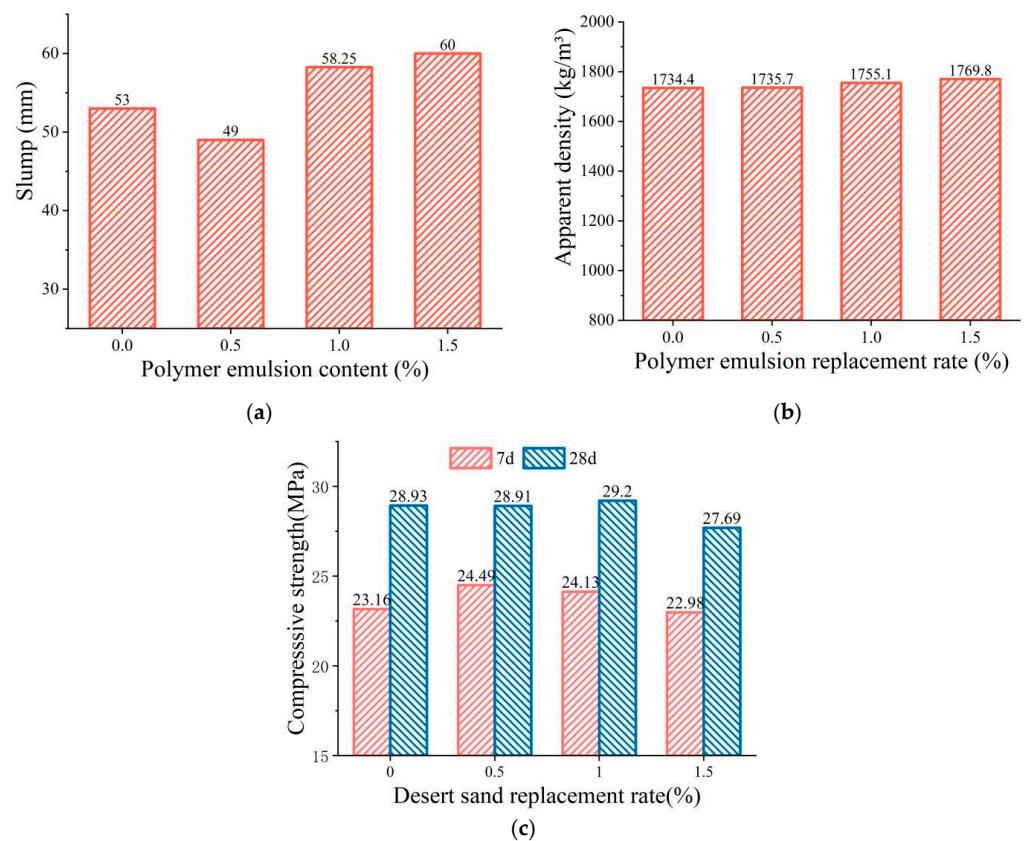 Slump (mm)
60
50
40
30
53
49
58.25
60
0.0 0.5 1.0 1.5
Polymer emulsion content (%)
(a)
Apparent density (kg/m³)
2000
1800
1600
1400
1200
1000
800
1734.4
1735.7
1755.1
1769.8
0.0 0.5 1.0 1.5
Polymer emulsion replacement rate (%)
(b)
Compresssive strength(MPa)
30
25
20
15
7d 28d
23.16
28.93
24.49
28.91
24.13
29.2
22.98
27.69
0 0.5 1 1.5
Desert sand replacement rate(%)
(c)